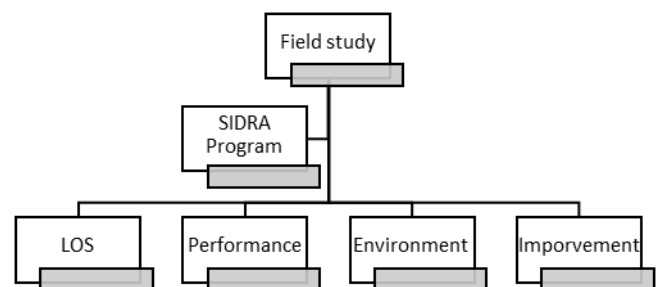 Field study
SIDRA
Program
LOS
Performance
Environment
Imporvement